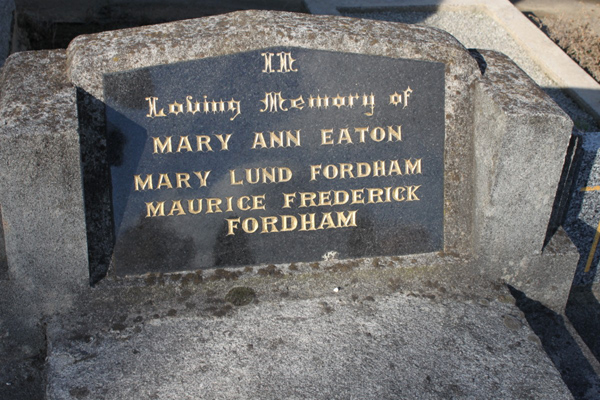 IN
Loving Memory of
MARY ANN EATON
MARY LUND FORDHAM
MAURICE FREDERICK
FORDHAM